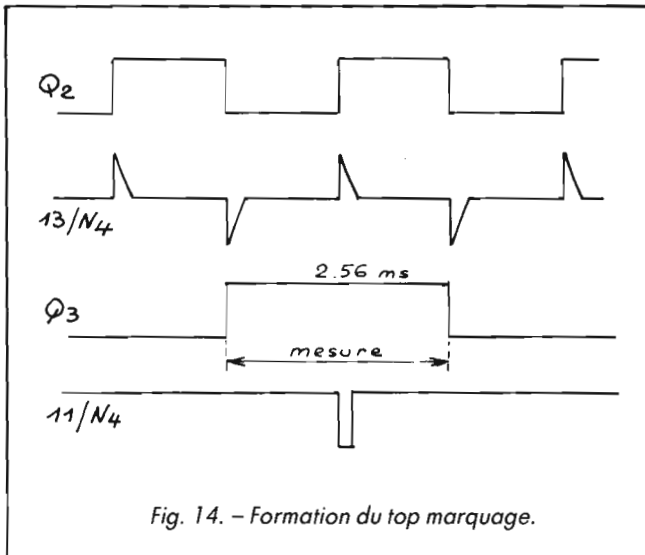 Q2
13/N4
2.56 ms
Q3
mesure
11/N4
Fig. 14. – Formation du top marquage.